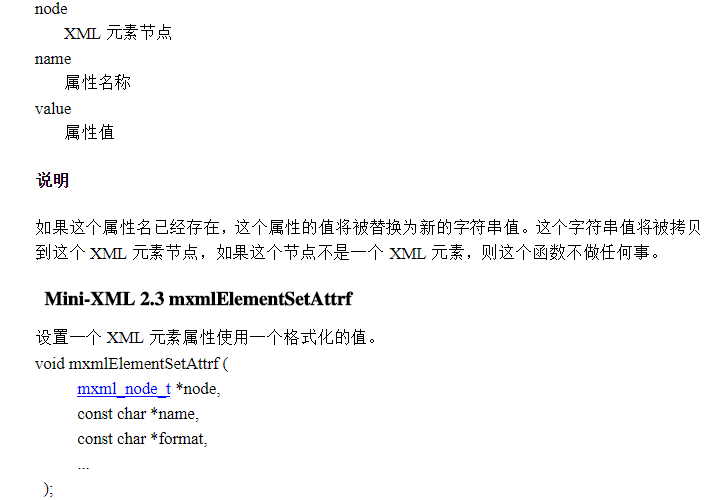 node
XML 元素节点
name
属性名称
value
属性值
说明
如果这个属性名已经存在，这个属性的值将被替换为新的字符串值。这个字符串值将被拷贝
到这个 XML 元素节点，如果这个节点不是一个 XML 元素，则这个函数不做任何事。
Mini-XML 2.3 mxmlElementSetAttrf
设置一个 XML 元素属性使用一个格式化的值。
void mxmlElementSetAttrf (
mxml_node_t *node,
const char *name,
const char *format,
...
);